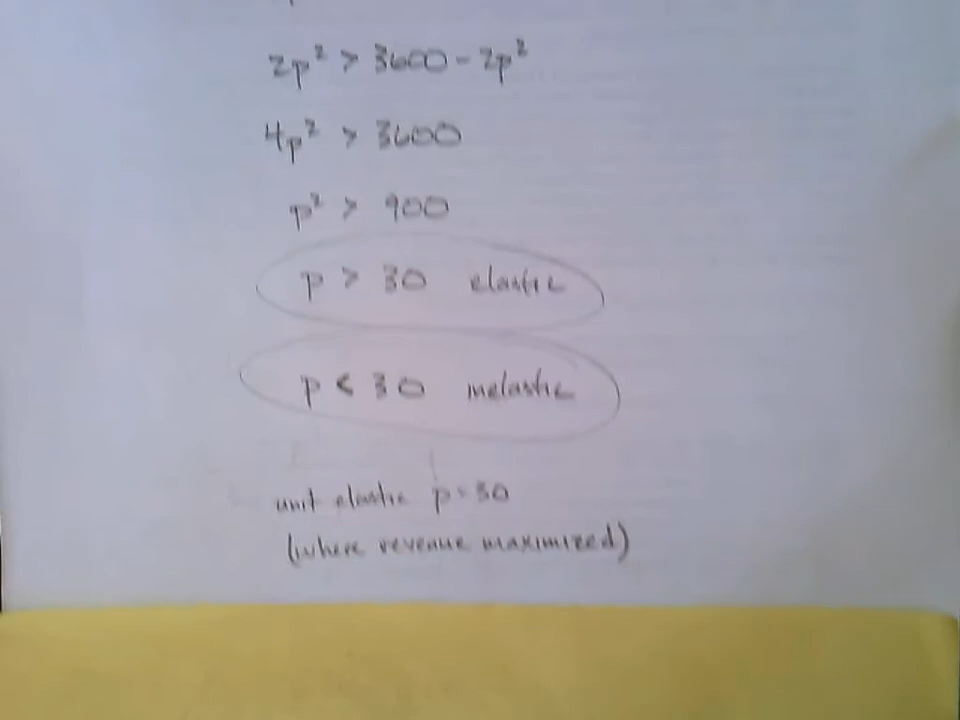 2p² > 3600 - 2p²
4p² > 3600
p² > 900
p > 30 elastic
p < 30 inelastic
unit elastic p = 30
(where revenue maximized)